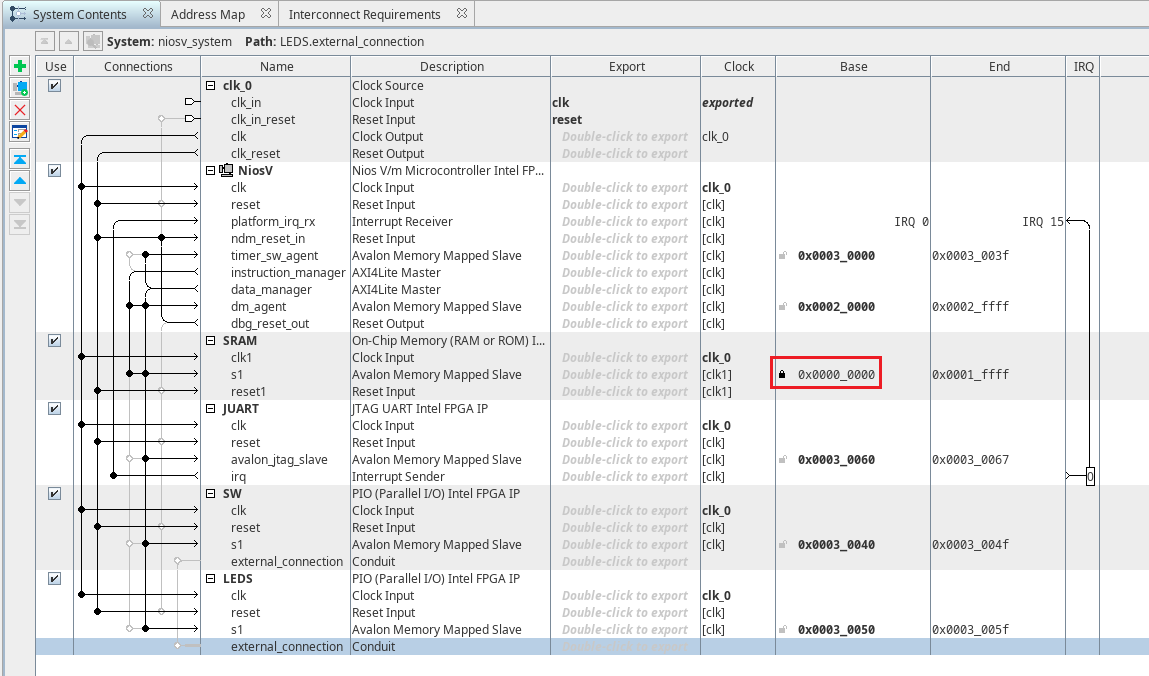 System Contents Address Map Interconnect Requirements
System: niosv_system Path: LEDS.external_connection
Use Connections Name Description Export Clock Base End IRQ
clk_0 Clock Source
clk_in Clock Input clk exported
clk_in_reset Reset Input reset
clk Clock Output Double-click to export clk_0
clk_reset Reset Output Double-click to export
NiosV Nios V/m Microcontroller Intel FP...
clk Clock Input Double-click to export clk_0
reset Reset Input Double-click to export [clk]
platform_irq_rx Interrupt Receiver Double-click to export [clk] IRQ 0 IRQ 15
ndm_reset_in Reset Input Double-click to export [clk]
timer_sw_agent Avalon Memory Mapped Slave Double-click to export [clk] 0x0003_0000 0x0003_003f
instruction_manager AXI4Lite Master Double-click to export [clk]
data_manager AXI4Lite Master Double-click to export [clk]
dm_agent Avalon Memory Mapped Slave Double-click to export [clk] 0x0002_0000 0x0002_ffff
dbg_reset_out Reset Output Double-click to export [clk]
SRAM On-Chip Memory (RAM or ROM) I...
clk1 Clock Input Double-click to export clk_0
s1 Avalon Memory Mapped Slave Double-click to export [clk1] 0x0000_0000 0x0001_ffff
reset1 Reset Input Double-click to export [clk1]
JUART JTAG UART Intel FPGA IP
clk Clock Input Double-click to export clk_0
reset Reset Input Double-click to export [clk]
avalon_jtag_slave Avalon Memory Mapped Slave Double-click to export [clk] 0x0003_0060 0x0003_0067
irq Interrupt Sender Double-click to export [clk] 0
SW PIO (Parallel I/O) Intel FPGA IP
clk Clock Input Double-click to export clk_0
reset Reset Input Double-click to export [clk]
s1 Avalon Memory Mapped Slave Double-click to export [clk] 0x0003_0040 0x0003_004f
external_connection Conduit Double-click to export
LEDS PIO (Parallel I/O) Intel FPGA IP
clk Clock Input Double-click to export clk_0
reset Reset Input Double-click to export [clk]
s1 Avalon Memory Mapped Slave Double-click to export [clk] 0x0003_0050 0x0003_005f
external_connection Conduit Double-click to export